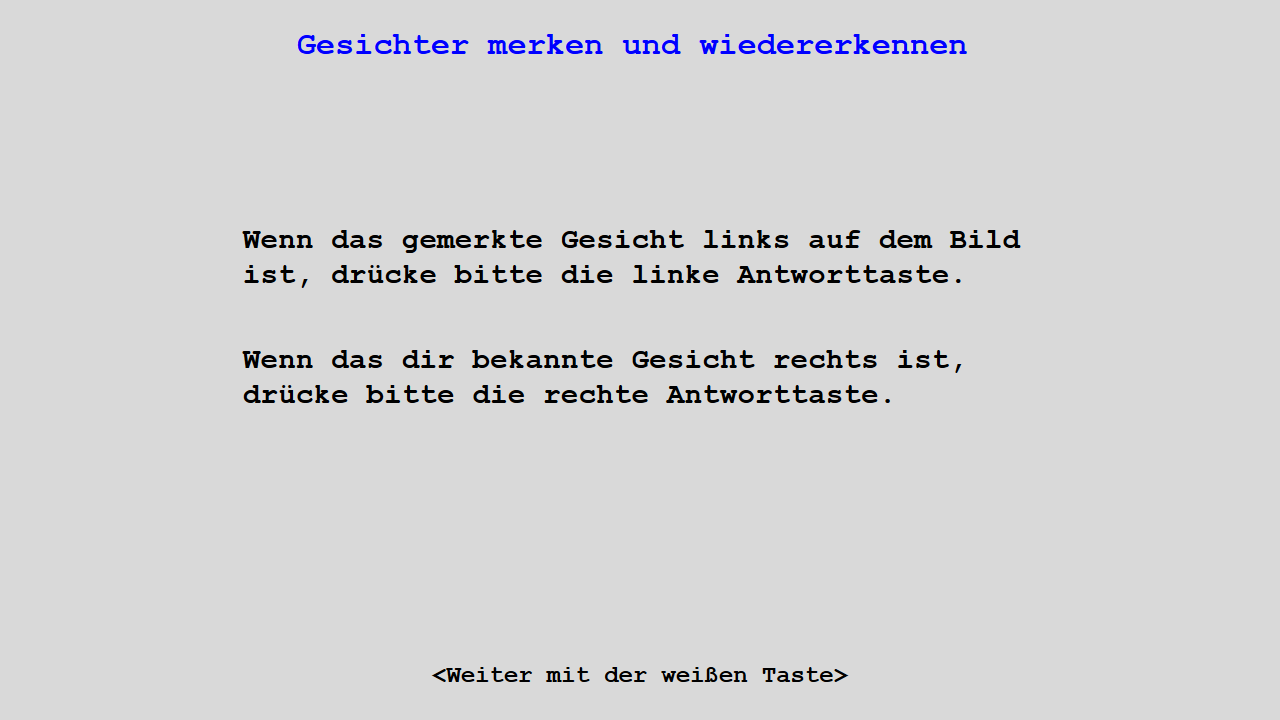 Gesichter merken und wiedererkennen
Wenn das gemerkte Gesicht links auf dem Bild
ist, drücke bitte die linke Antworttaste.
Wenn das dir bekannte Gesicht rechts ist,
drücke bitte die rechte Antworttaste.
<Weiter mit der weißen Taste>